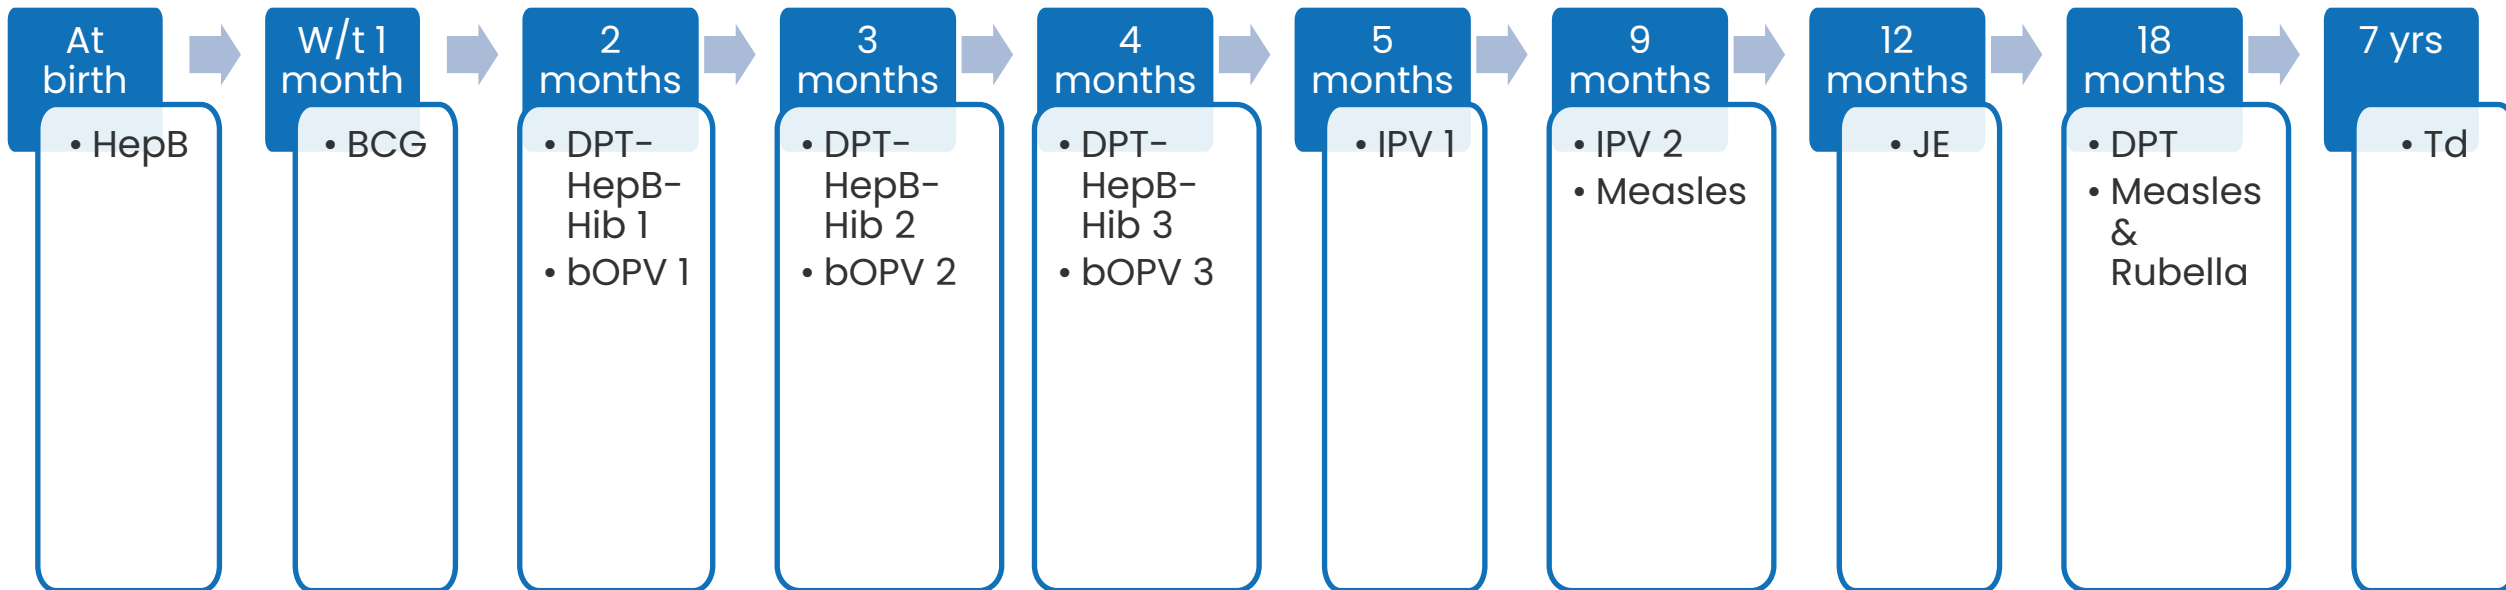 At
birth
• HepB
W/t 1
month
• BCG
2
months
• DPT-
HepB-
Hib 1
• bOPV 1
3
months
• DPT-
HepB-
Hib 2
• bOPV 2
4
months
• DPT-
HepB-
Hib 3
• bOPV 3
5
months
• IPV 1
9
months
• IPV 2
• Measles
12
months
• JE
18
months
• DPT
• Measles
&
Rubella
7 yrs
• Td